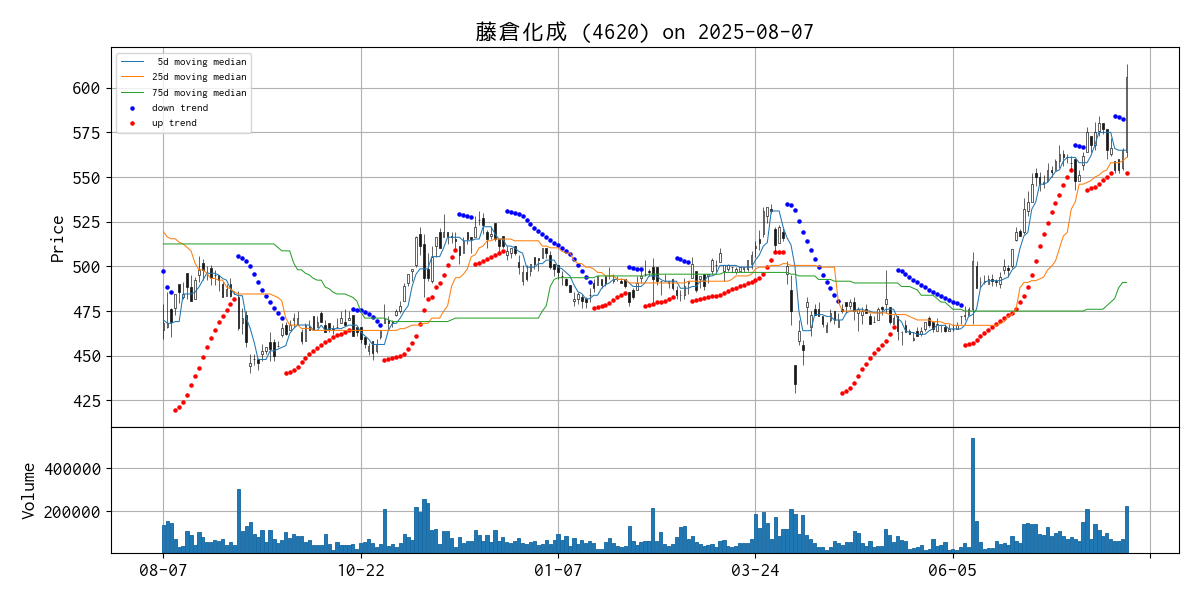 藤倉化成 (4620) on 2025-08-07
5d moving median
25d moving median
75d moving median
down trend
up trend
Price
600
575
550
525
500
475
450
425
Volume
400000
200000
08-07
10-22
01-07
03-24
06-05